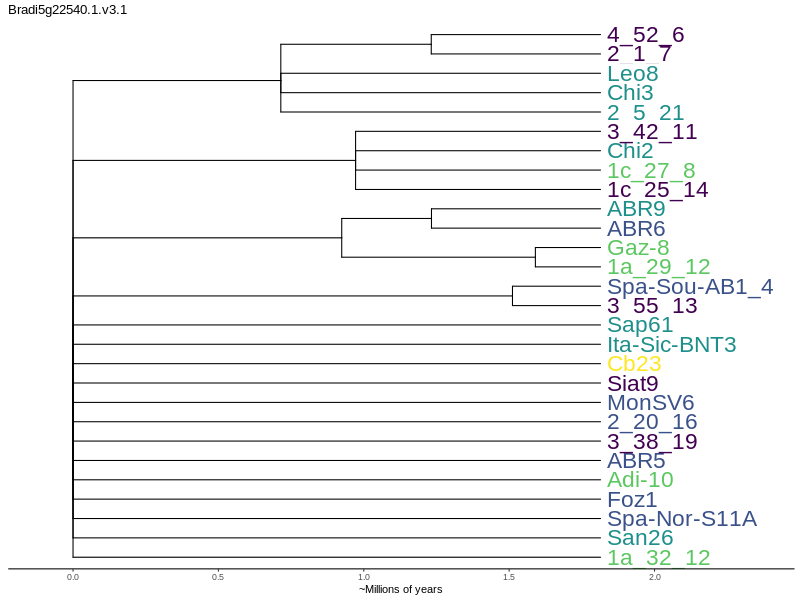 Bradi5g22540.1.v3.1
4_52_6
2_1_7
Leo8
Chi3
2_5_21
3_42_11
Chi2
1c_27_8
1c_25_14
ABR9
ABR6
Gaz-8
1a_29_12
Spa-Sou-AB1_4
3_55_13
Sap61
Ita-Sic-BNT3
Cb23
Siat9
MonSV6
2_20_16
3_38_19
ABR5
Adi-10
Foz1
Spa-Nor-S11A
San26
1a_32_12
0.0 0.5 1.0 1.5 2.0
~Millions of years